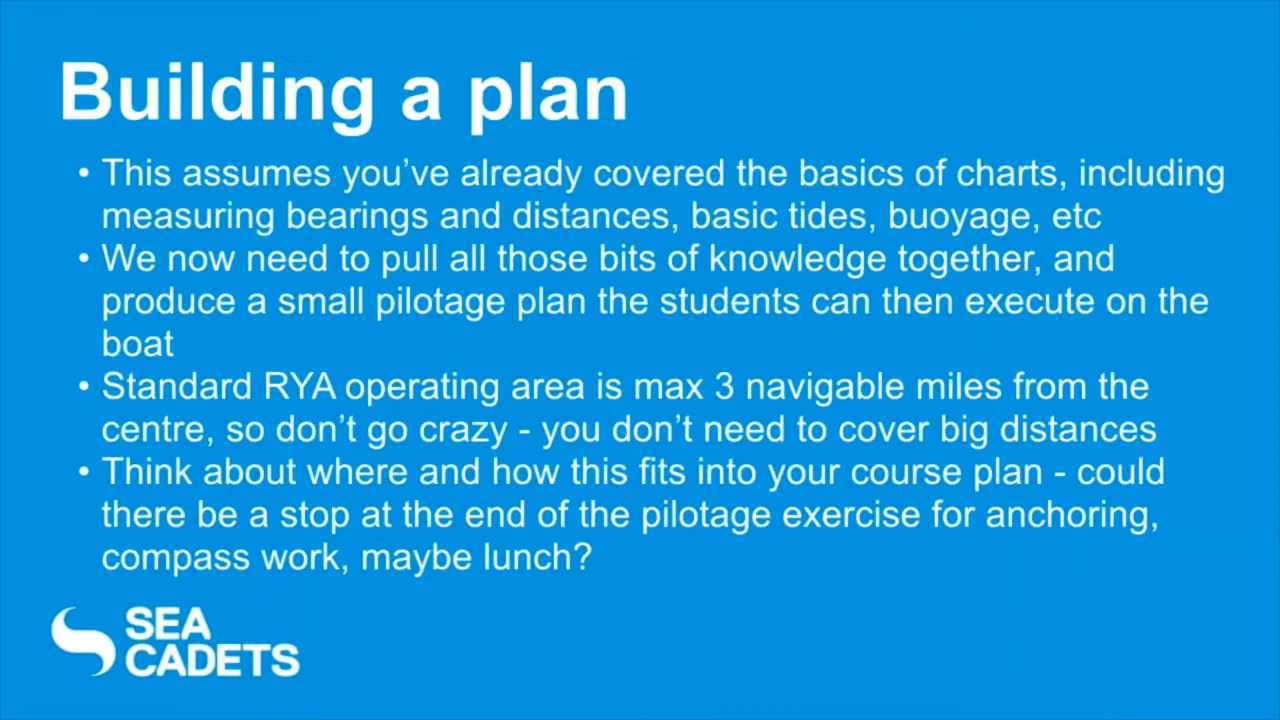 Building a plan
• This assumes you’ve already covered the basics of charts, including
measuring bearings and distances, basic tides, buoyage, etc
• We now need to pull all those bits of knowledge together, and
produce a small pilotage plan the students can then execute on the
boat
• Standard RYA operating area is max 3 navigable miles from the
centre, so don’t go crazy - you don’t need to cover big distances
• Think about where and how this fits into your course plan - could
there be a stop at the end of the pilotage exercise for anchoring,
compass work, maybe lunch?
SEA
CADETS